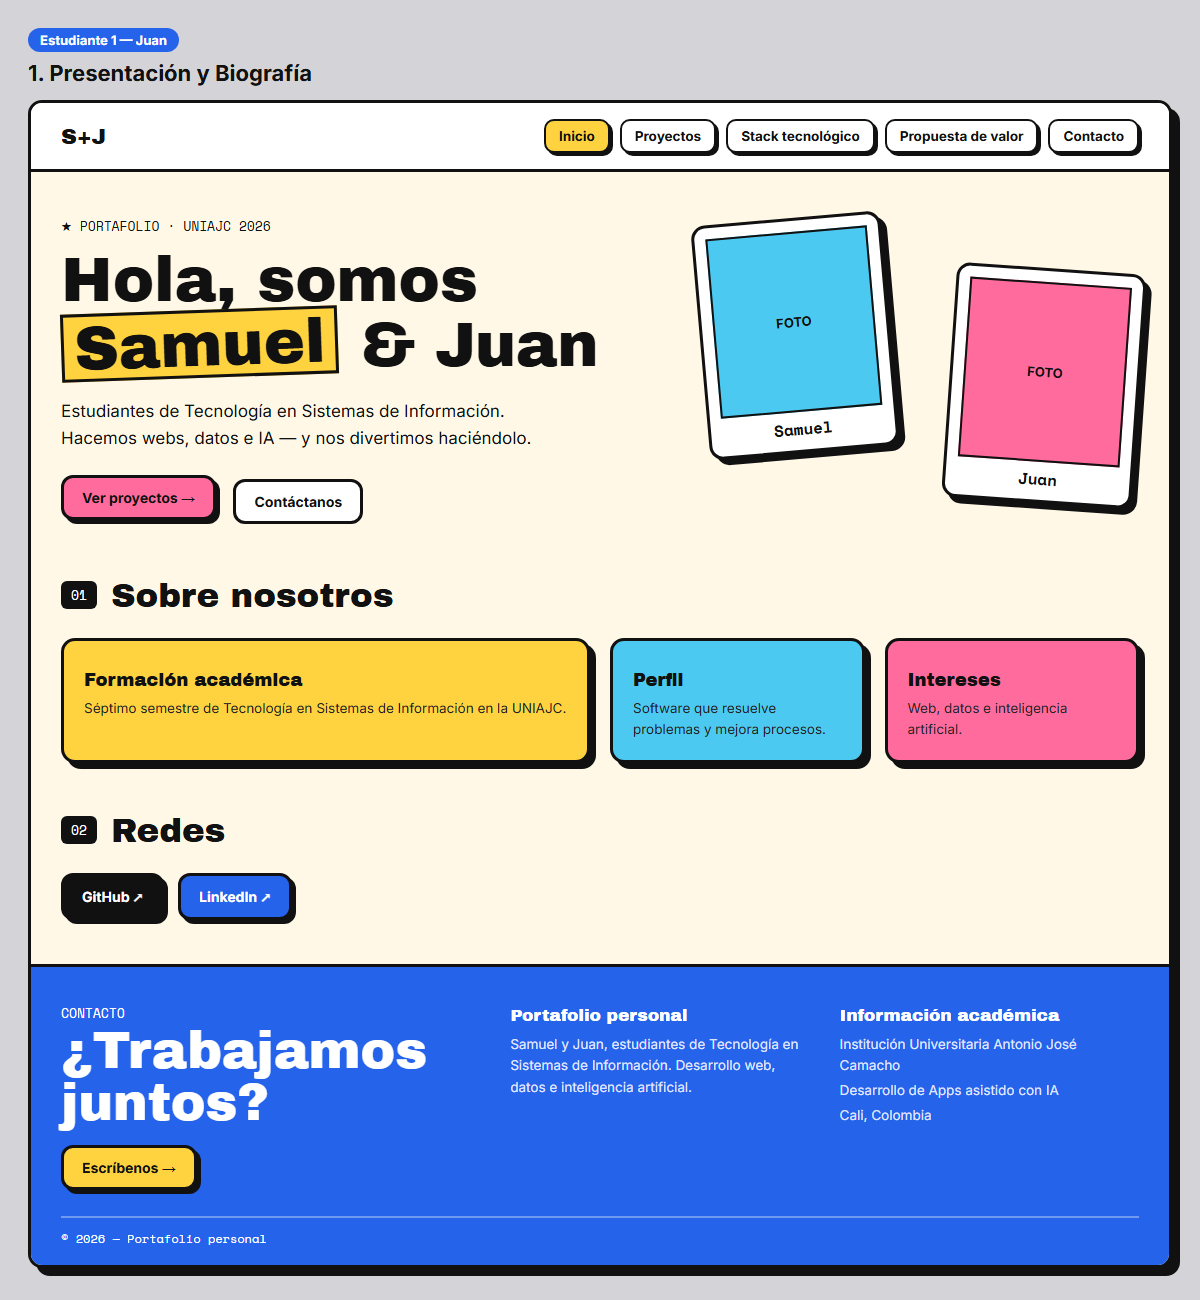 Estudiante 1 — Juan
1. Presentación y Biografía
S+J
Inicio
Proyectos
Stack tecnológico
Propuesta de valor
Contacto
★ PORTAFOLIO · UNIAJC 2026
Hola, somos
Samuel & Juan
Estudiantes de Tecnología en Sistemas de Información.
Hacemos webs, datos e IA — y nos divertimos haciéndolo.
Ver proyectos →
Contáctanos
FOTO
Samuel
FOTO
Juan
01 Sobre nosotros
Formación académica
Séptimo semestre de Tecnología en Sistemas de Información en la UNIAJC.
Perfil
Software que resuelve
problemas y mejora procesos.
Intereses
Web, datos e inteligencia
artificial.
02 Redes
GitHub ↗
LinkedIn ↗
CONTACTO
¿Trabajamos
juntos?
Escríbenos →
Portafolio personal
Samuel y Juan, estudiantes de Tecnología en
Sistemas de Información. Desarrollo web,
datos e inteligencia artificial.
Información académica
Institución Universitaria Antonio José
Camacho
Desarrollo de Apps asistido con IA
Cali, Colombia
© 2026 — Portafolio personal